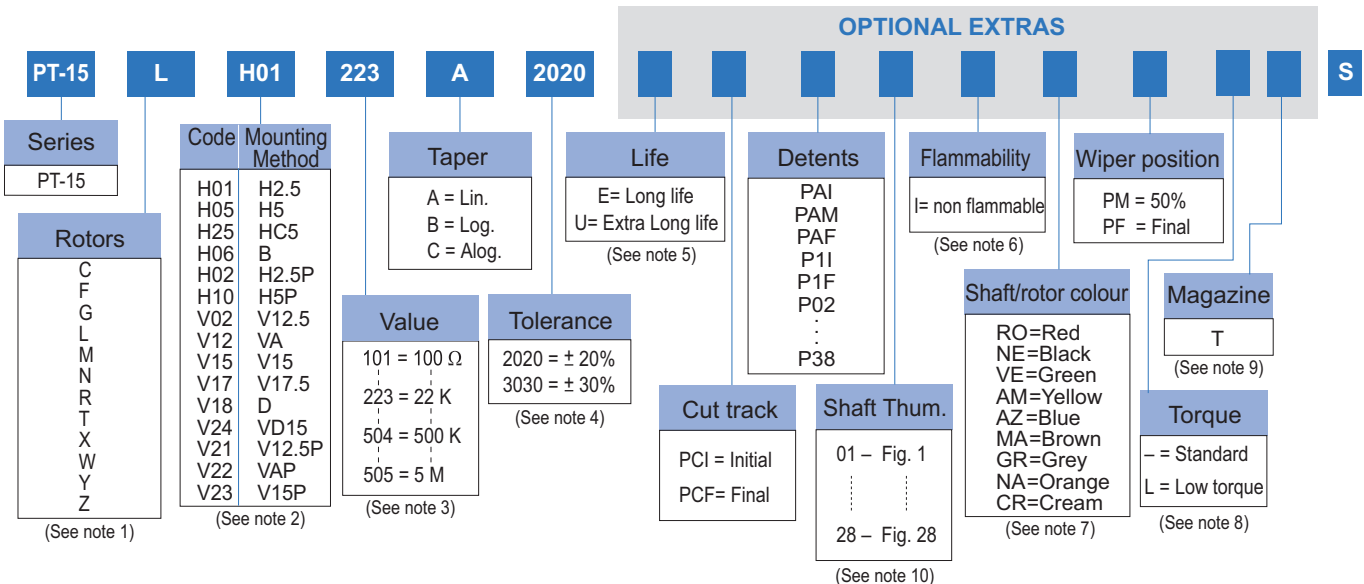 OPTIONAL EXTRAS
PT-15 L H01 223 A 2020 S
Series
PT-15
Rotors
C
F
G
L
M
N
R
T
X
W
Y
Z
(See note 1)
Code Mounting
Method
H01 H2.5
H05 H5
H25 HC5
H06 B
H02 H2.5P
H10 H5P
V02 V12.5
V12 VA
V15 V15
V17 V17.5
V18 D
V24 VD15
V21 V12.5P
V22 VAP
V23 V15P
(See note 2)
Taper
A = Lin.
B = Log.
C = Alog.
Value
101 = 100 Ω
223 = 22 K
504 = 500 K
505 = 5 M
(See note 3)
Tolerance
2020 = ± 20%
3030 = ± 30%
(See note 4)
Life
E= Long life
U= Extra Long life
(See note 5)
Cut track
PCI = Initial
PCF= Final
Detents
PAI
PAM
PAF
P1I
P1F
P02
.
.
.
P38
Shaft Thum.
01 – Fig. 1
28 – Fig. 28
(See note 10)
Flammability
I= non flammable
(See note 6)
Shaft/rotor colour
RO=Red
NE=Black
VE=Green
AM=Yellow
AZ=Blue
MA=Brown
GR=Grey
NA=Orange
CR=Cream
(See note 7)
Wiper position
PM = 50%
PF = Final
Torque
– = Standard
L = Low torque
(See note 8)
Magazine
T
(See note 9)